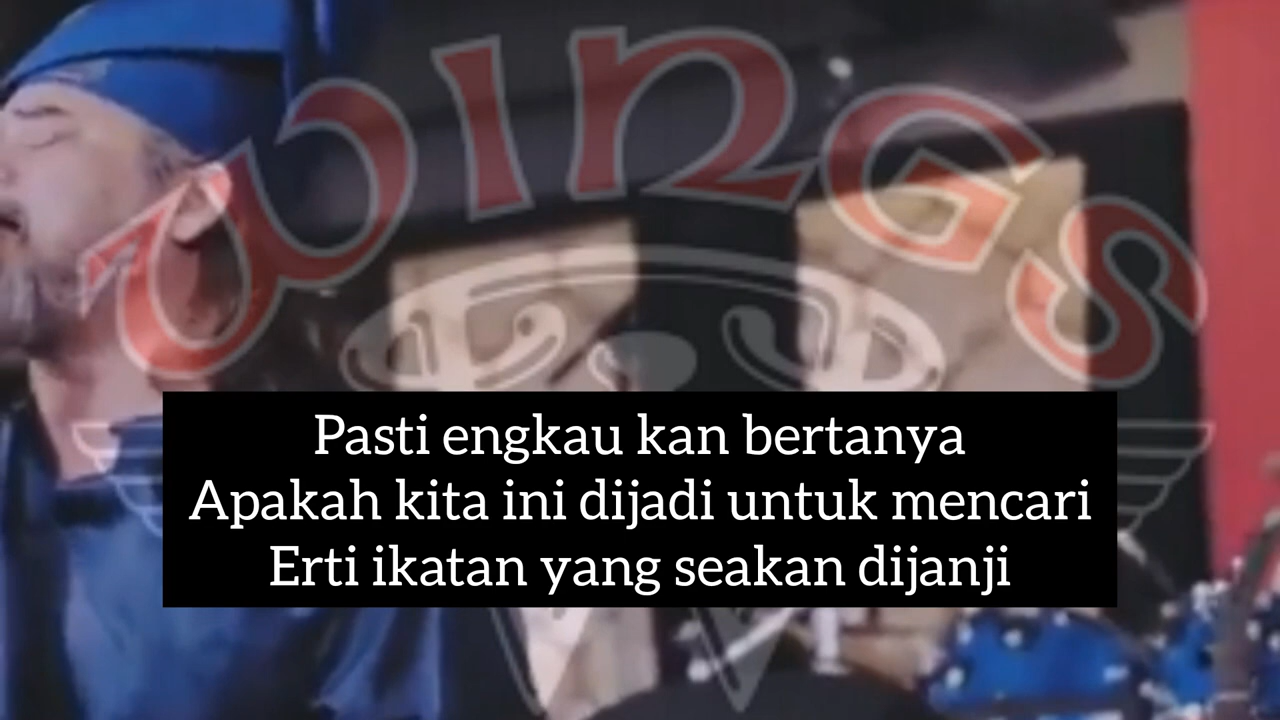 WINGS
Pasti engkau kan bertanya
Apakah kita ini dijadi untuk mencari
Erti ikatan yang seakan dijanji